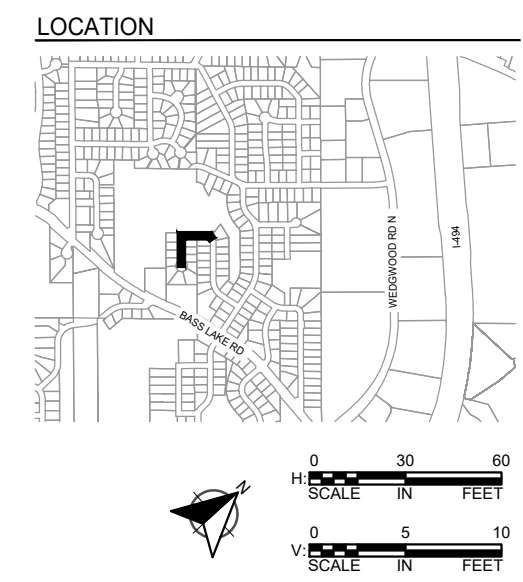 LOCATION
WEDGWOOD RD N
I-494
BASS LAKE RD
N
0 30 60
H:
SCALE IN FEET
0 5 10
V:
SCALE IN FEET